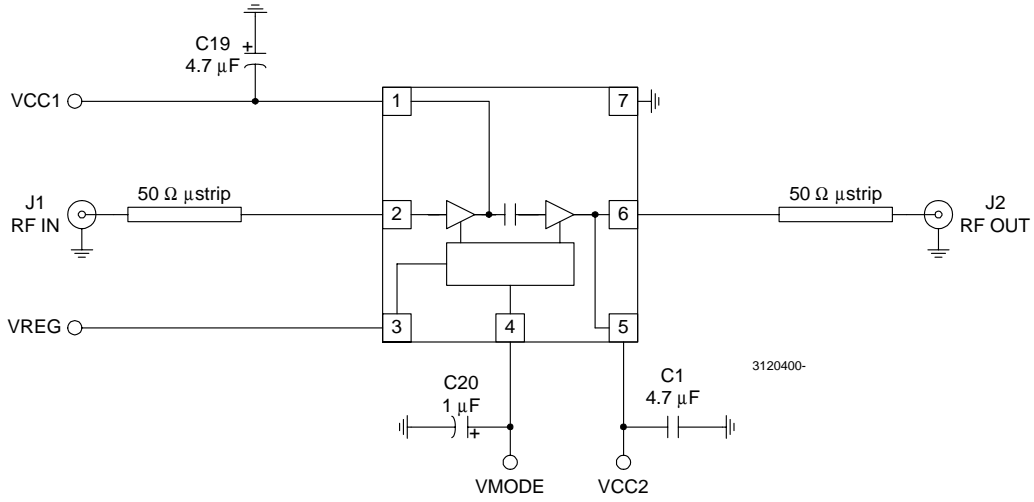 C19
4.7 µF
+
VCC1
1
7
50 Ω µstrip
50 Ω µstrip
J1
RF IN
2
6
J2
RF OUT
VREG
3
4
5
3120400-
C20
1 µF
+
C1
4.7 µF
VMODE
VCC2